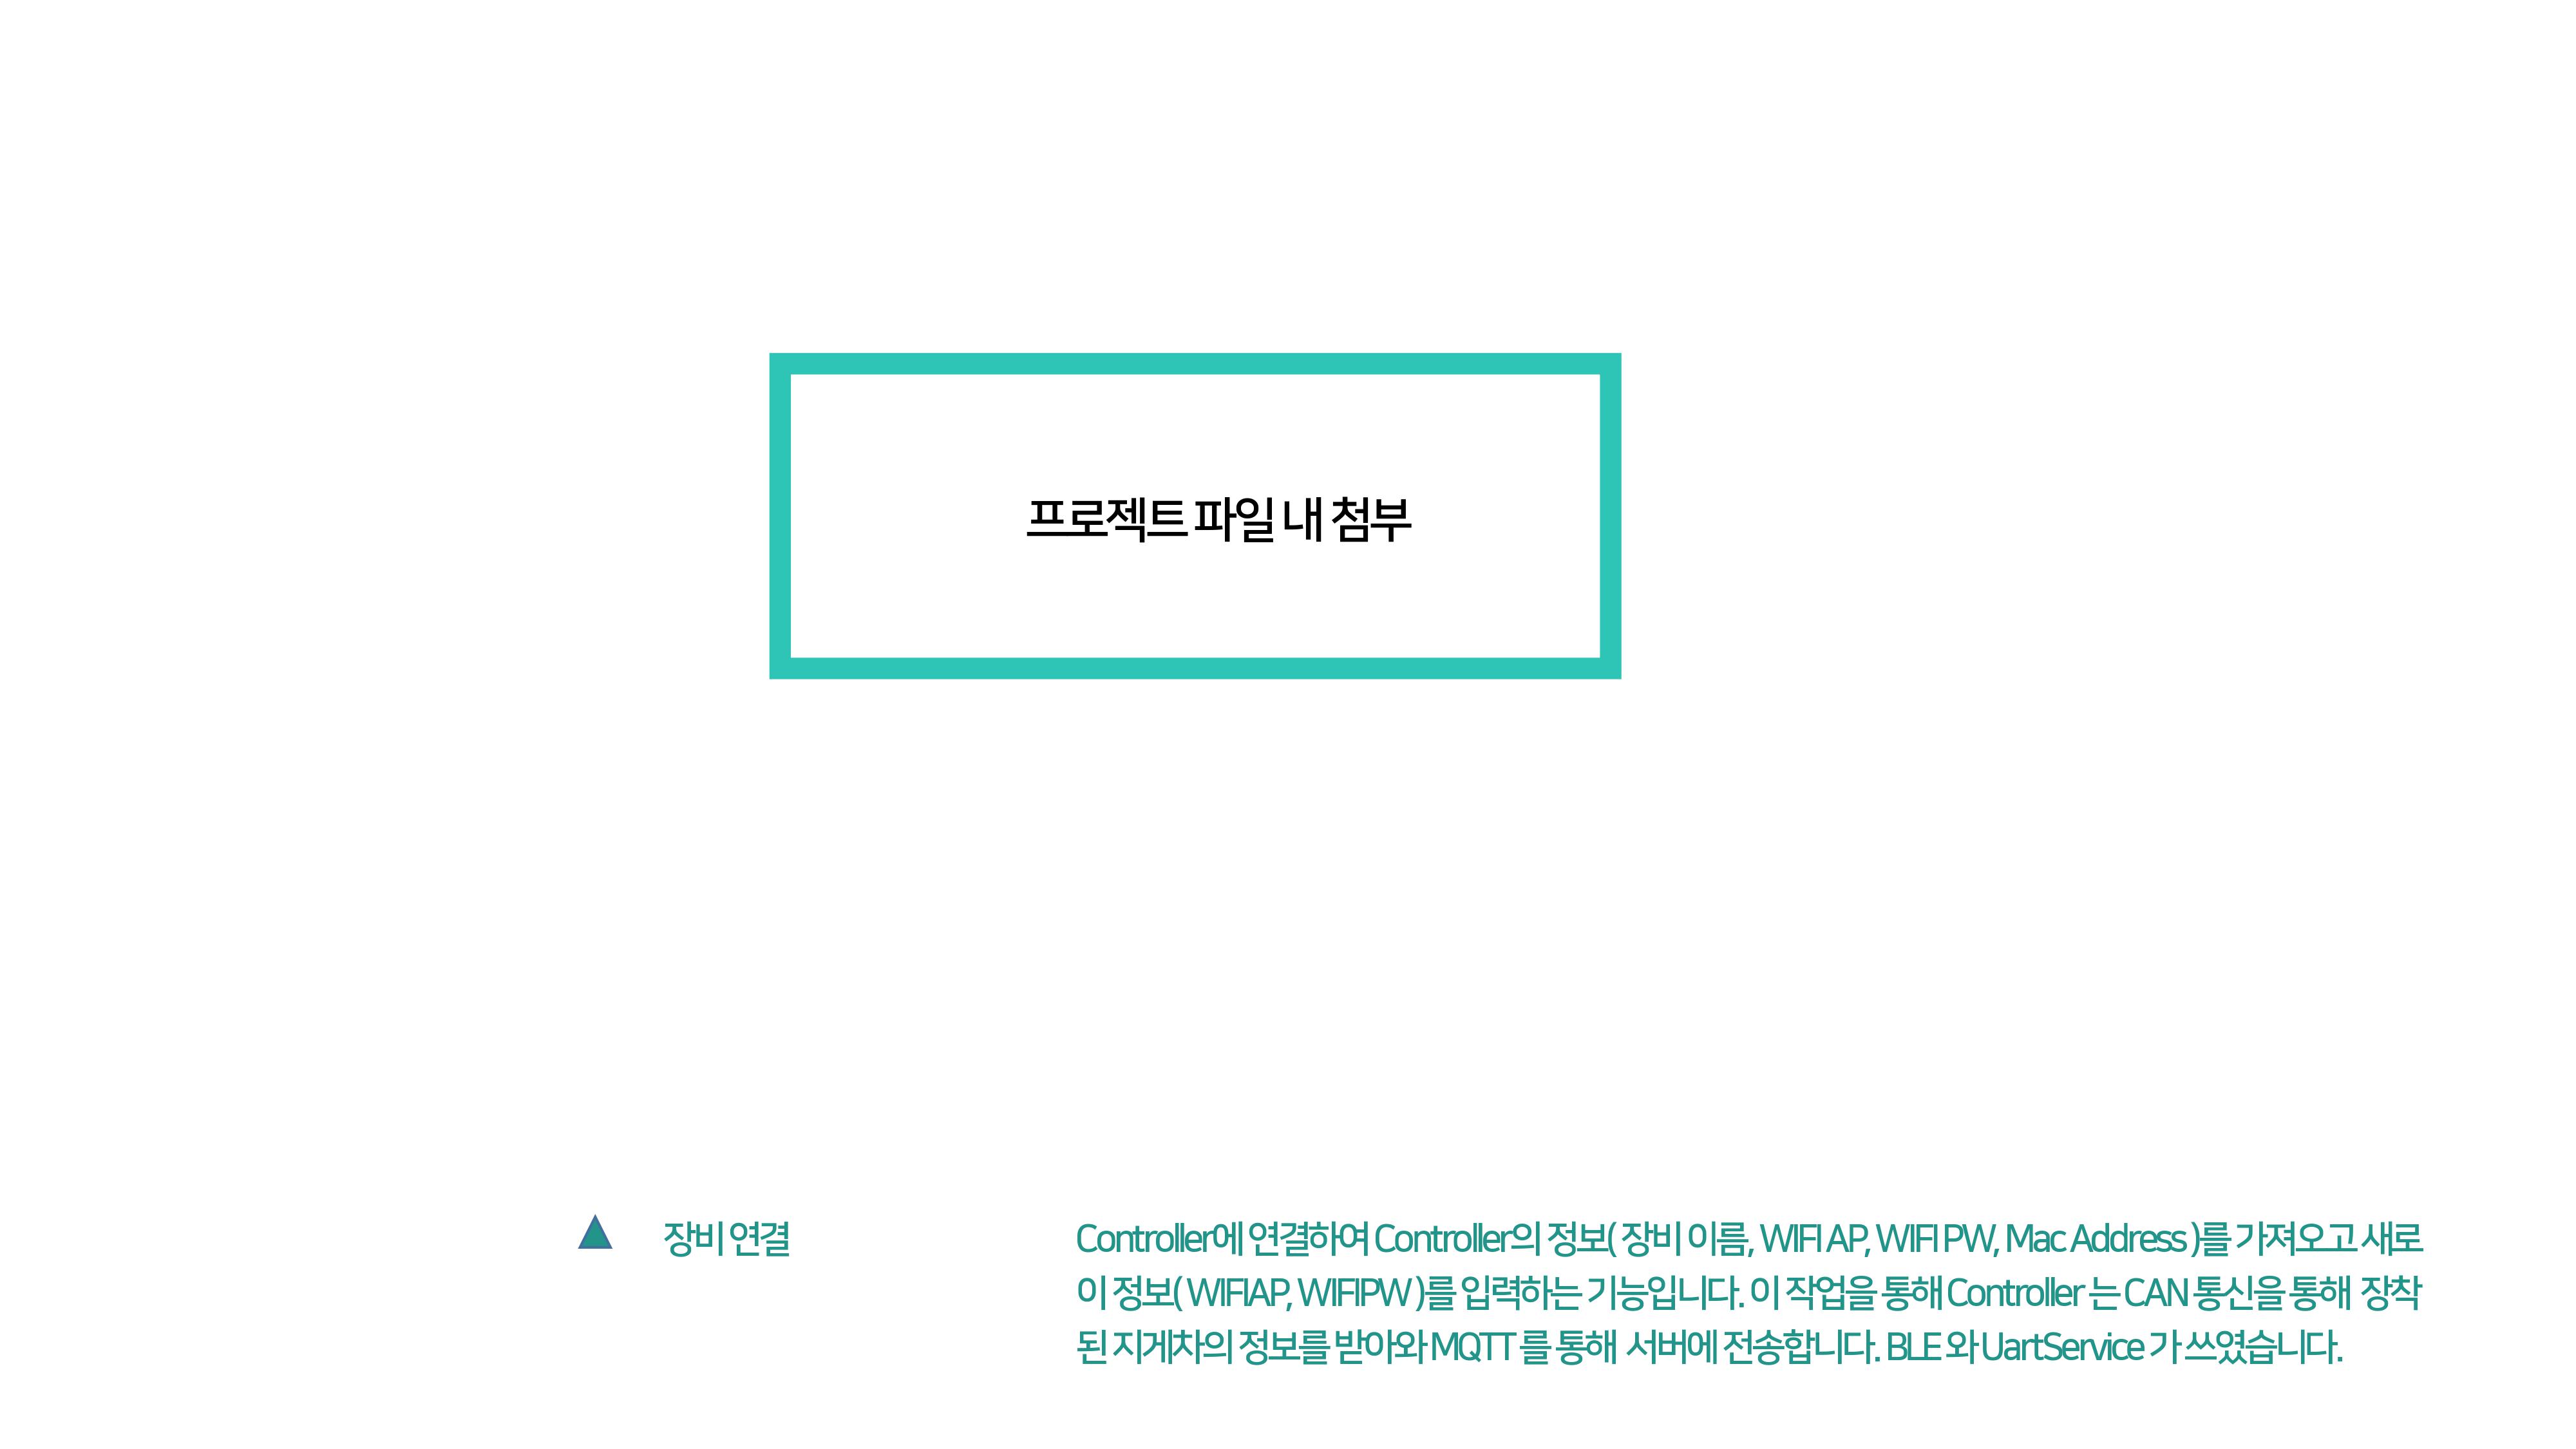 프로젝트 파일 내 첨부
장비 연결
Controller에 연결하여 Controller의 정보( 장비 이름, WIFI AP, WIFI PW, Mac Address )를 가져오고 새로
이 정보( WIFIAP, WIFIPW )를 입력하는 기능입니다. 이 작업을 통해 Controller 는 CAN 통신을 통해 장착
된 지게차의 정보를 받아와 MQTT 를 통해 서버에 전송합니다. BLE 와 UartService 가 쓰였습니다.